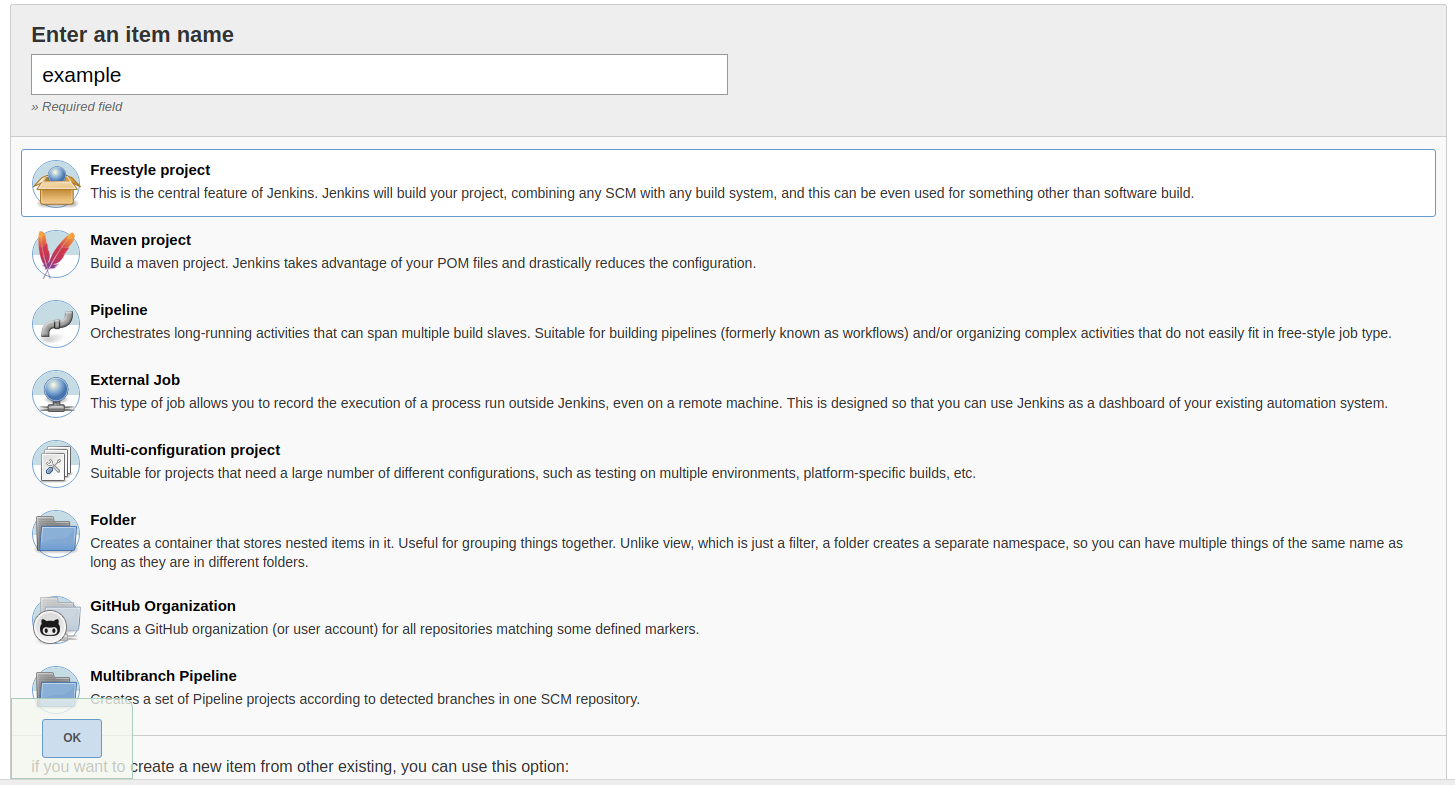 Enter an item name
example
» Required field
Freestyle project
This is the central feature of Jenkins. Jenkins will build your project, combining any SCM with any build system, and this can be even used for something other than software build.
Maven project
Build a maven project. Jenkins takes advantage of your POM files and drastically reduces the configuration.
Pipeline
Orchestrates long-running activities that can span multiple build slaves. Suitable for building pipelines (formerly known as workflows) and/or organizing complex activities that do not easily fit in free-style job type.
External Job
This type of job allows you to record the execution of a process run outside Jenkins, even on a remote machine. This is designed so that you can use Jenkins as a dashboard of your existing automation system.
Multi-configuration project
Suitable for projects that need a large number of different configurations, such as testing on multiple environments, platform-specific builds, etc.
Folder
Creates a container that stores nested items in it. Useful for grouping things together. Unlike view, which is just a filter, a folder creates a separate namespace, so you can have multiple things of the same name as
long as they are in different folders.
GitHub Organization
Scans a GitHub organization (or user account) for all repositories matching some defined markers.
Multibranch Pipeline
Creates a set of Pipeline projects according to detected branches in one SCM repository.
OK
if you want to create a new item from other existing, you can use this option: